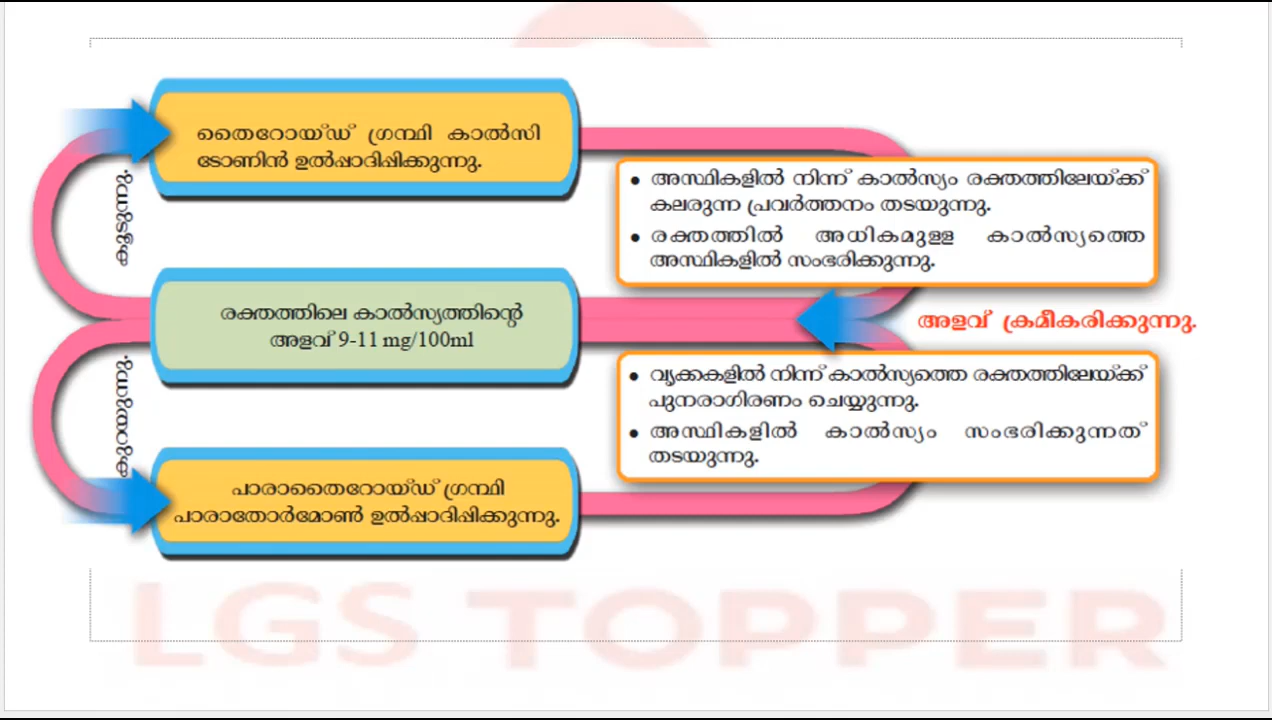 തൈറോയ്ഡ് ഗ്രന്ഥി കാൽസി
ടോണിൻ ഉൽപ്പാദിപ്പിക്കുന്നു.
കൂടുമ്പോൾ
അസ്ഥികളിൽ നിന്ന് കാൽസ്യം രക്തത്തിലേയ്ക്ക്
കലരുന്ന പ്രവർത്തനം തടയുന്നു.
രക്തത്തിൽ അധികമുള്ള കാൽസ്യത്തെ
അസ്ഥികളിൽ സംഭരിക്കുന്നു.
രക്തത്തിലെ കാൽസ്യത്തിന്റെ
അളവ് 9-11 mg/100ml
അളവ് ക്രമീകരിക്കുന്നു.
കുറയുമ്പോൾ
വൃക്കകളിൽ നിന്ന് കാൽസ്യത്തെ രക്തത്തിലേയ്ക്ക്
പുനരാഗിരണം ചെയ്യുന്നു.
അസ്ഥികളിൽ കാൽസ്യം സംഭരിക്കുന്നത്
തടയുന്നു.
പാരാതൈറോയ്ഡ് ഗ്രന്ഥി
പാരാതോർമോൺ ഉൽപ്പാദിപ്പിക്കുന്നു.
LGS TOPPER